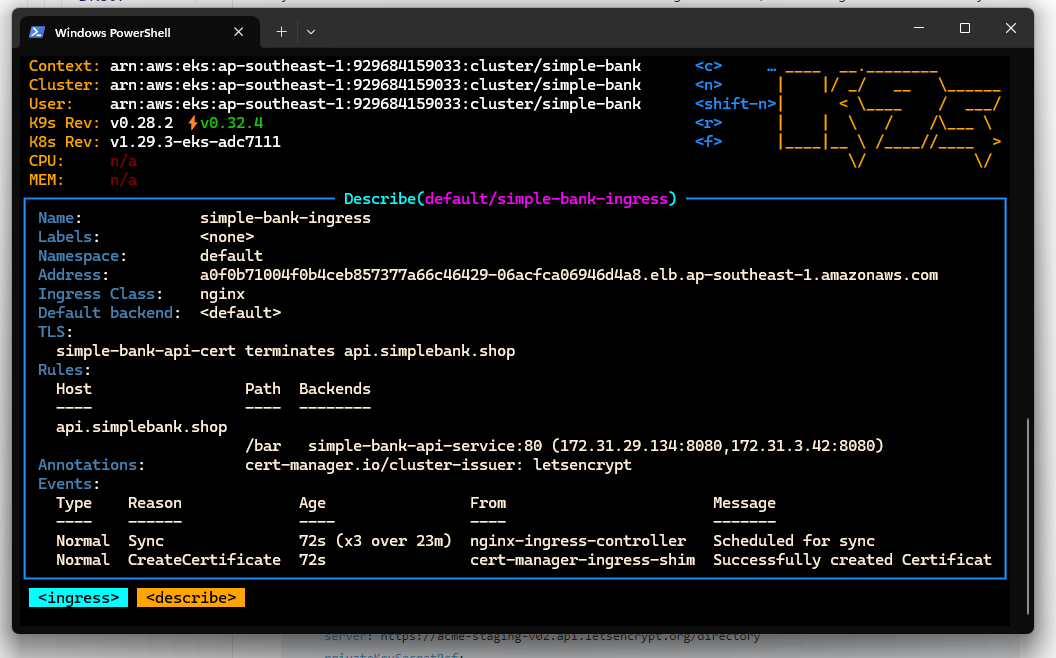 Windows PowerShell
Context: arn:aws:eks:ap-southeast-1:929684159033:cluster/simple-bank <c> …
Cluster: arn:aws:eks:ap-southeast-1:929684159033:cluster/simple-bank <n>
User: arn:aws:eks:ap-southeast-1:929684159033:cluster/simple-bank <shift-n>
K9s Rev: v0.28.2 ⚡v0.32.4 <r>
K8s Rev: v1.29.3-eks-adc7111 <f>
CPU: n/a
MEM: n/a
Describe(default/simple-bank-ingress)
Name: simple-bank-ingress
Labels: <none>
Namespace: default
Address: a0f0b71004f0b4ceb857377a66c46429-06acfca06946d4a8.elb.ap-southeast-1.amazonaws.com
Ingress Class: nginx
Default backend: <default>
TLS:
simple-bank-api-cert terminates api.simplebank.shop
Rules:
Host Path Backends
---- ---- --------
api.simplebank.shop
/bar simple-bank-api-service:80 (172.31.29.134:8080,172.31.3.42:8080)
Annotations: cert-manager.io/cluster-issuer: letsencrypt
Events:
Type Reason Age From Message
---- ------ ---- ---- -------
Normal Sync 72s (x3 over 23m) nginx-ingress-controller Scheduled for sync
Normal CreateCertificate 72s cert-manager-ingress-shim Successfully created Certificat
<ingress> <describe>
server: https://acme-staging-v02.api.letsencrypt.org/directory
privateKeySecretRef: